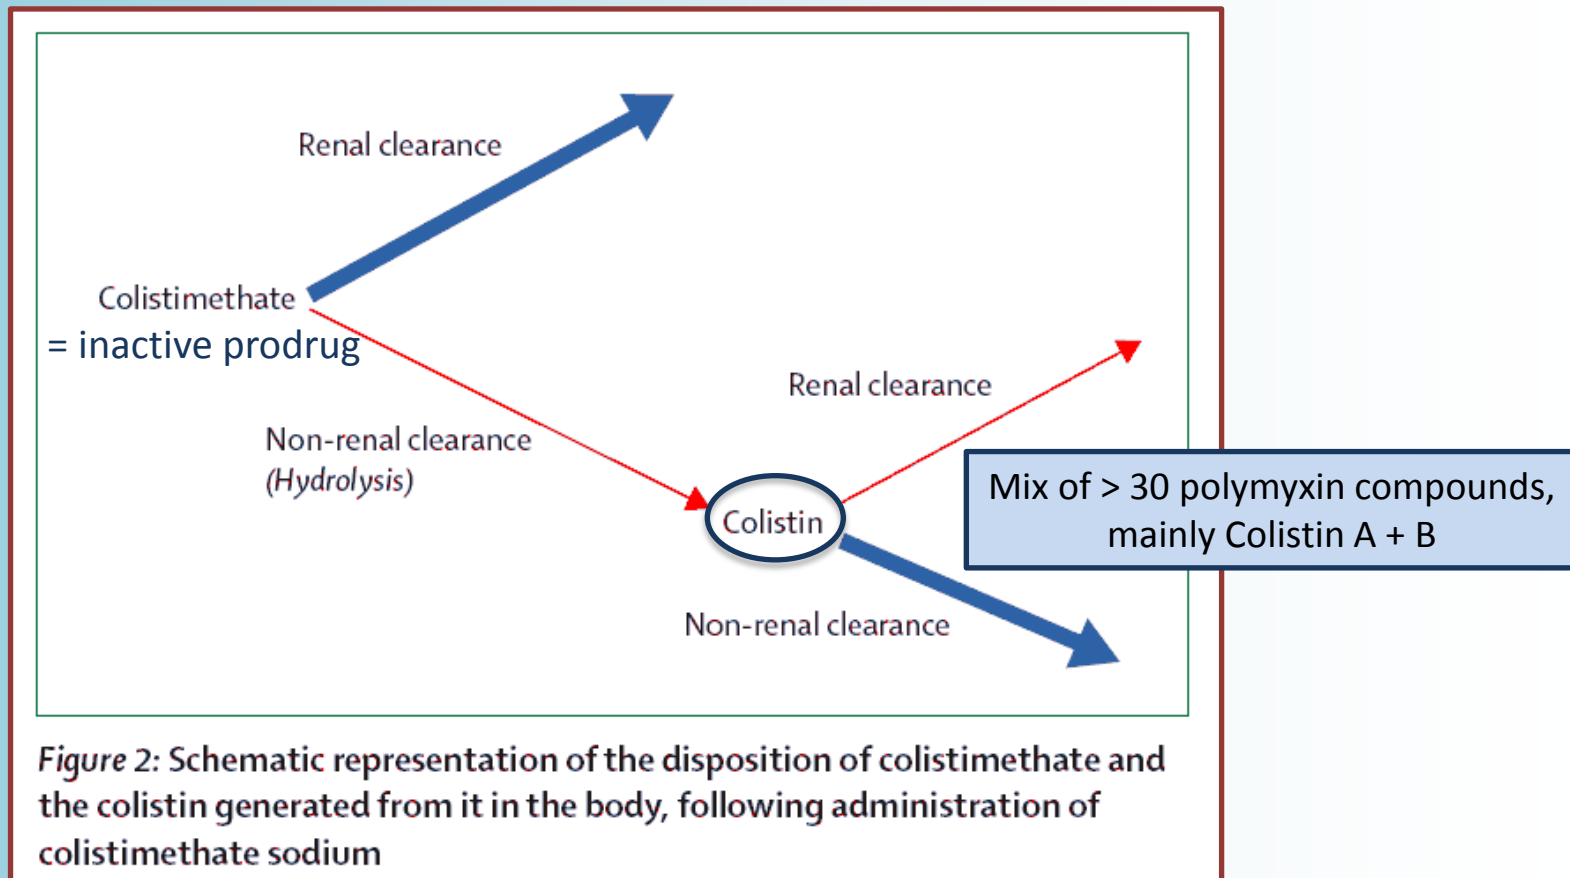 Renal clearance
Colistimethate
= inactive prodrug
Renal clearance
Non-renal clearance
(Hydrolysis)
Mix of > 30 polymyxin compounds,
mainly Colistin A + B
Colistin
Non-renal clearance
Figure 2: Schematic representation of the disposition of colistimethate and
the colistin generated from it in the body, following administration of
colistimethate sodium